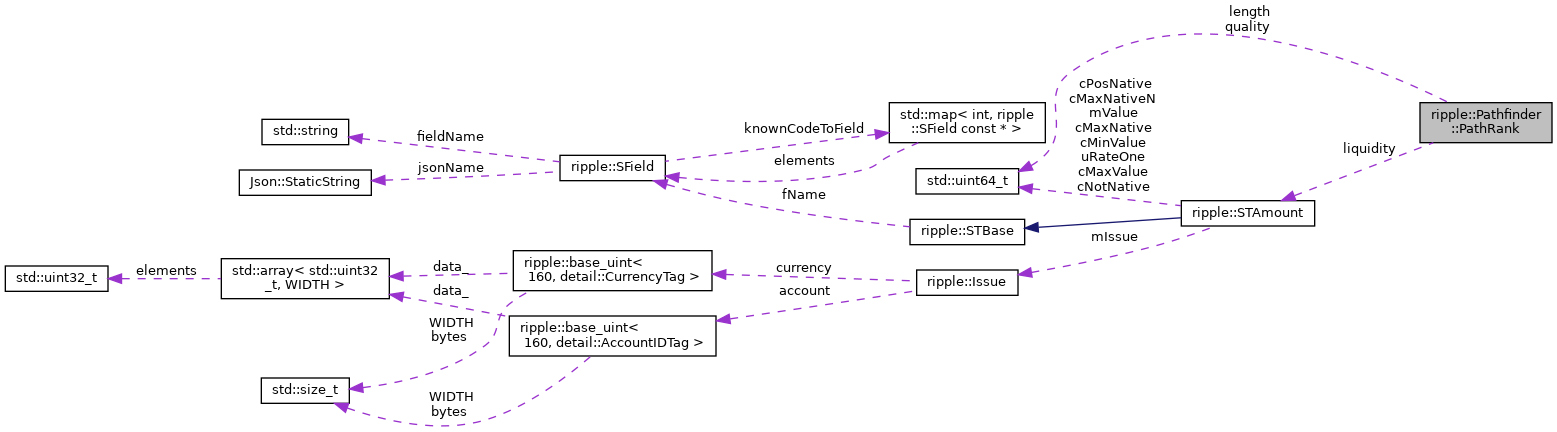 length
quality
cPosNative
cMaxNativeN
mValue
cMaxNative
cMinValue
uRateOne
cMaxValue
cNotNative
ripple::Pathfinder
::PathRank
std::map< int, ripple
::SField const * >
std::string
fieldName
knownCodeToField
liquidity
elements
ripple::SField
jsonName
Json::StaticString
std::uint64_t
fName
ripple::STAmount
ripple::STBase
mIssue
ripple::base_uint<
160, detail::CurrencyTag >
currency
data_
std::array< std::uint32
_t, WIDTH >
elements
std::uint32_t
ripple::Issue
data_
account
WIDTH
bytes
ripple::base_uint<
160, detail::AccountIDTag >
std::size_t
WIDTH
bytes